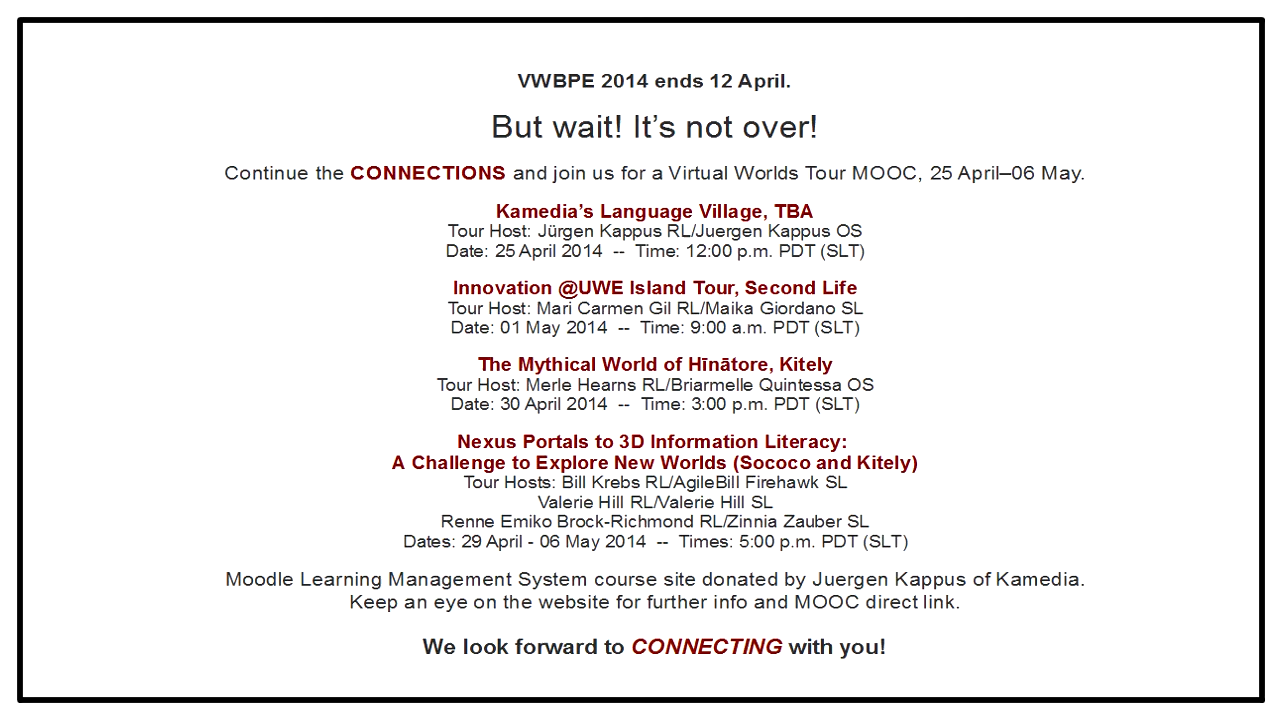 VWBPE 2014 ends 12 April.
But wait! It’s not over!
Continue the CONNECTIONS and join us for a Virtual Worlds Tour MOOC, 25 April–06 May.
Kamedia’s Language Village, TBA
Tour Host: Jürgen Kappus RL/Juergen Kappus OS
Date: 25 April 2014 -- Time: 12:00 p.m. PDT (SLT)
Innovation @UWE Island Tour, Second Life
Tour Host: Mari Carmen Gil RL/Maika Giordano SL
Date: 01 May 2014 -- Time: 9:00 a.m. PDT (SLT)
The Mythical World of Hīnātore, Kitely
Tour Host: Merle Hearns RL/Briarmelle Quintessa OS
Date: 30 April 2014 -- Time: 3:00 p.m. PDT (SLT)
Nexus Portals to 3D Information Literacy:
A Challenge to Explore New Worlds (Sococo and Kitely)
Tour Hosts: Bill Krebs RL/AgileBill Firehawk SL
Valerie Hill RL/Valerie Hill SL
Renne Emiko Brock-Richmond RL/Zinnia Zauber SL
Dates: 29 April - 06 May 2014 -- Times: 5:00 p.m. PDT (SLT)
Moodle Learning Management System course site donated by Juergen Kappus of Kamedia.
Keep an eye on the website for further info and MOOC direct link.
We look forward to CONNECTING with you!